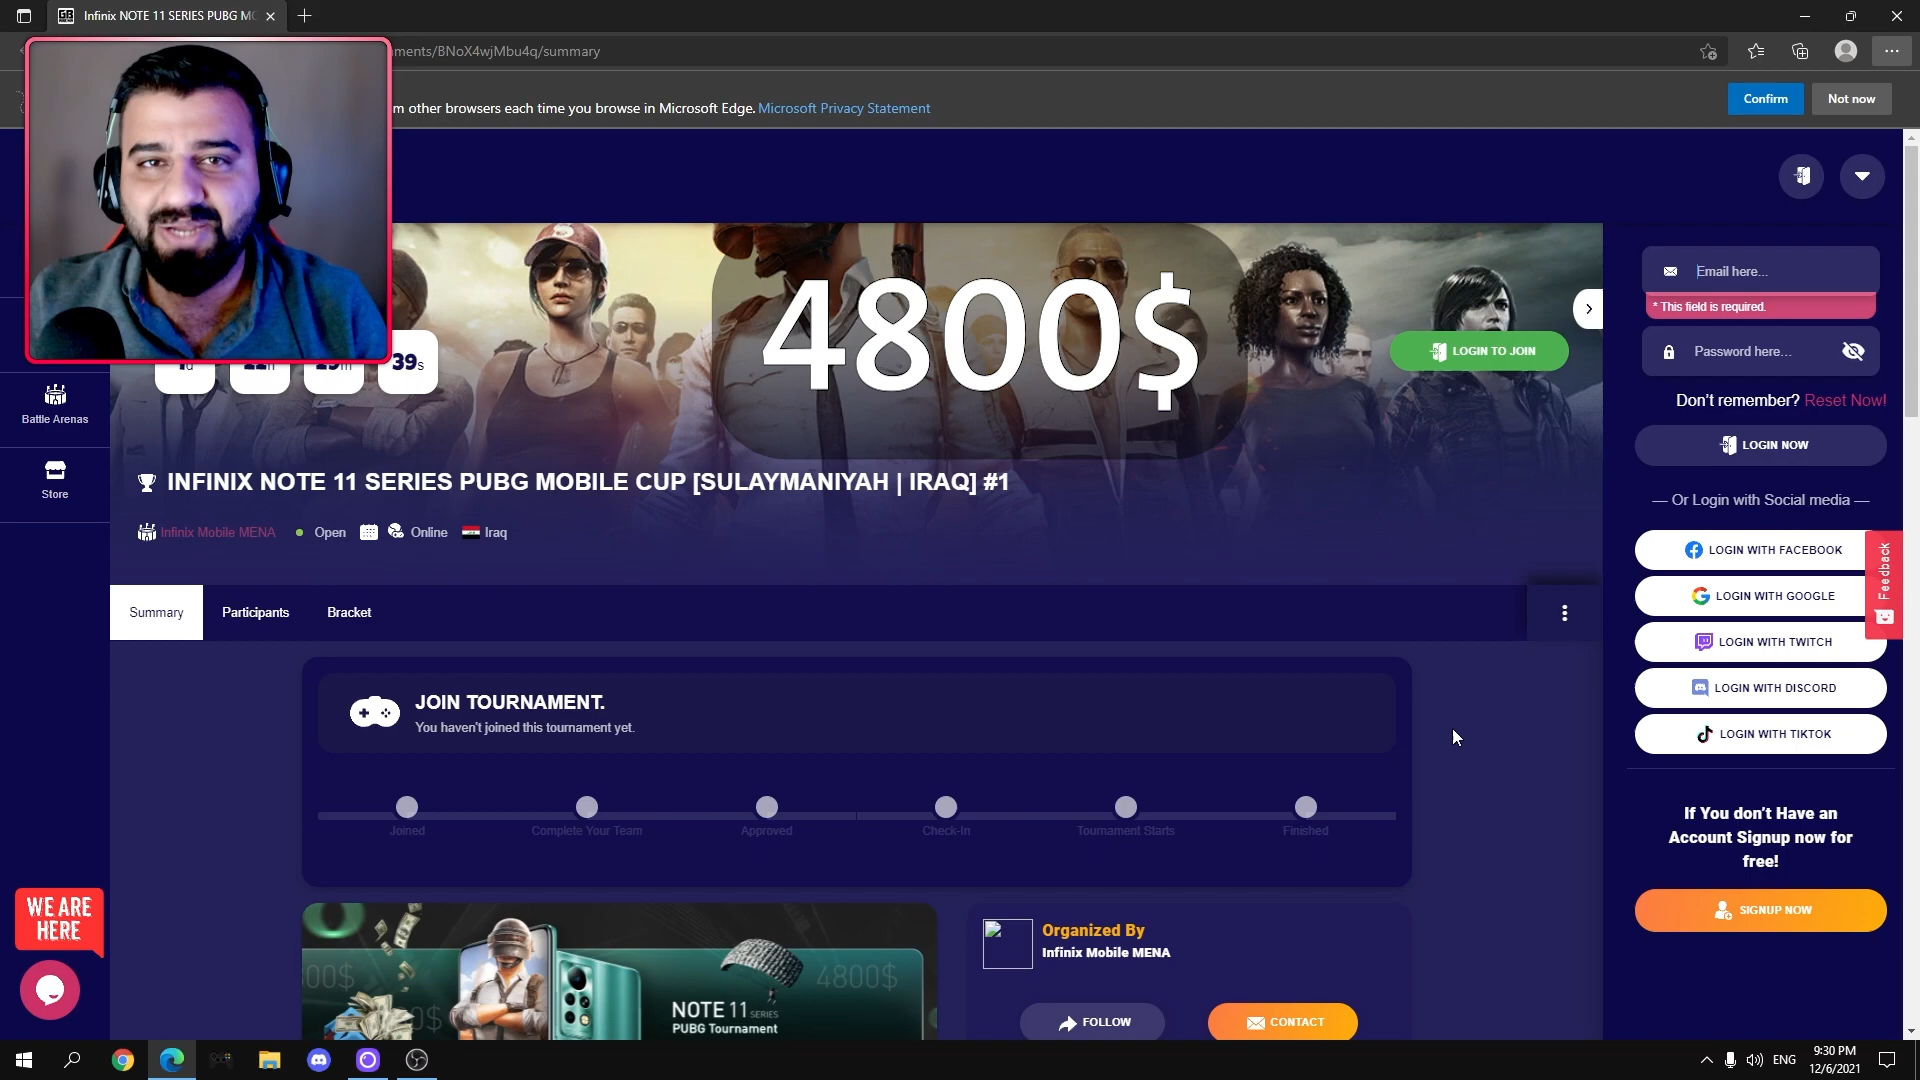 Infinix NOTE 11 SERIES PUBG MO
ments/BNoX4wjMbu4q/summary
m other browsers each time you browse in Microsoft Edge. Microsoft Privacy Statement
Confirm
Not now
4800$
39s
LOGIN TO JOIN
INFINIX NOTE 11 SERIES PUBG MOBILE CUP [SULAYMANIYAH | IRAQ] #1
Infinix Mobile MENA
Open
Online
Iraq
Battle Arenas
Store
Summary
Participants
Bracket
JOIN TOURNAMENT.
You haven't joined this tournament yet.
Joined
Complete Your Team
Approved
Check-In
Tournament Starts
Finished
00$
4800$
0$
NOTE 11 SERIES
PUBG Tournament
Organized By
Infinix Mobile MENA
FOLLOW
CONTACT
Email here...
* This field is required.
Password here...
Don't remember? Reset Now!
LOGIN NOW
— Or Login with Social media —
LOGIN WITH FACEBOOK
LOGIN WITH GOOGLE
LOGIN WITH TWITCH
LOGIN WITH DISCORD
LOGIN WITH TIKTOK
Feedback
If You don't Have an
Account Signup now for
free!
SIGNUP NOW
WE ARE
HERE
ENG
9:30 PM
12/6/2021